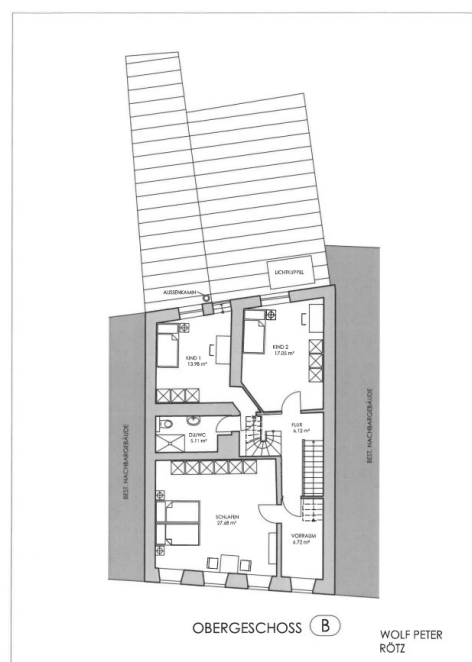 LICHTKUPPEL
AUSSENKAMIN
KIND 1
13.98 m²
KIND 2
17.05 m²
DU/WC
5.11 m²
FLUR
6.12 m²
SCHLAFEN
27.68 m²
VORRAUM
6.72 m²
BEST. NACHBARGEBÄUDE
BEST. NACHBARGEBÄUDE
OBERGESCHOSS B
WOLF PETER
RÖTZ